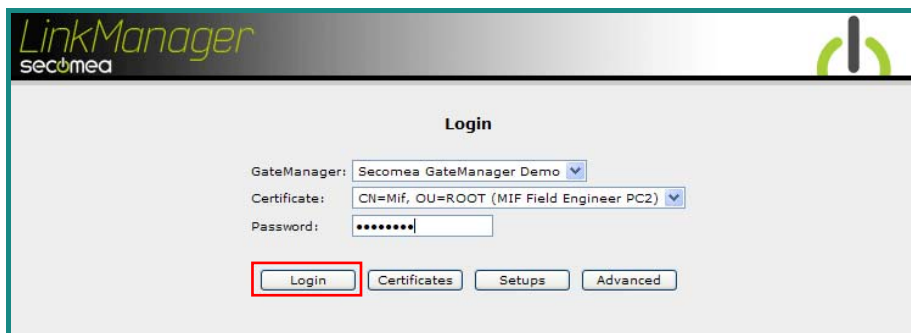 LinkManager
secomea
Login
GateManager: Secomea GateManager Demo
Certificate: CN=Mif, OU=ROOT (MIF Field Engineer PC2)
Password: ••••••••
Login Certificates Setups Advanced